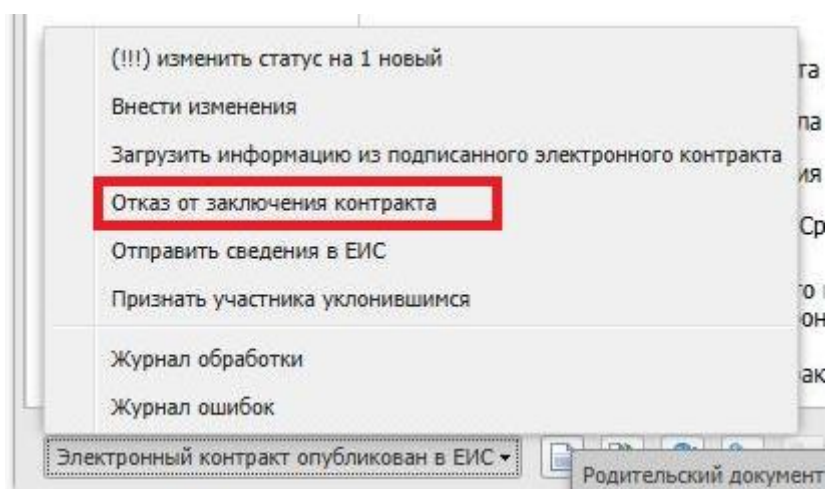 (!!!) изменить статус на 1 новый
Внести изменения
Загрузить информацию из подписанного электронного контракта
Отказ от заключения контракта
Отправить сведения в ЕИС
Признать участника уклонившимся
Журнал обработки
Журнал ошибок
Электронный контракт опубликован в ЕИС
Родительский документ